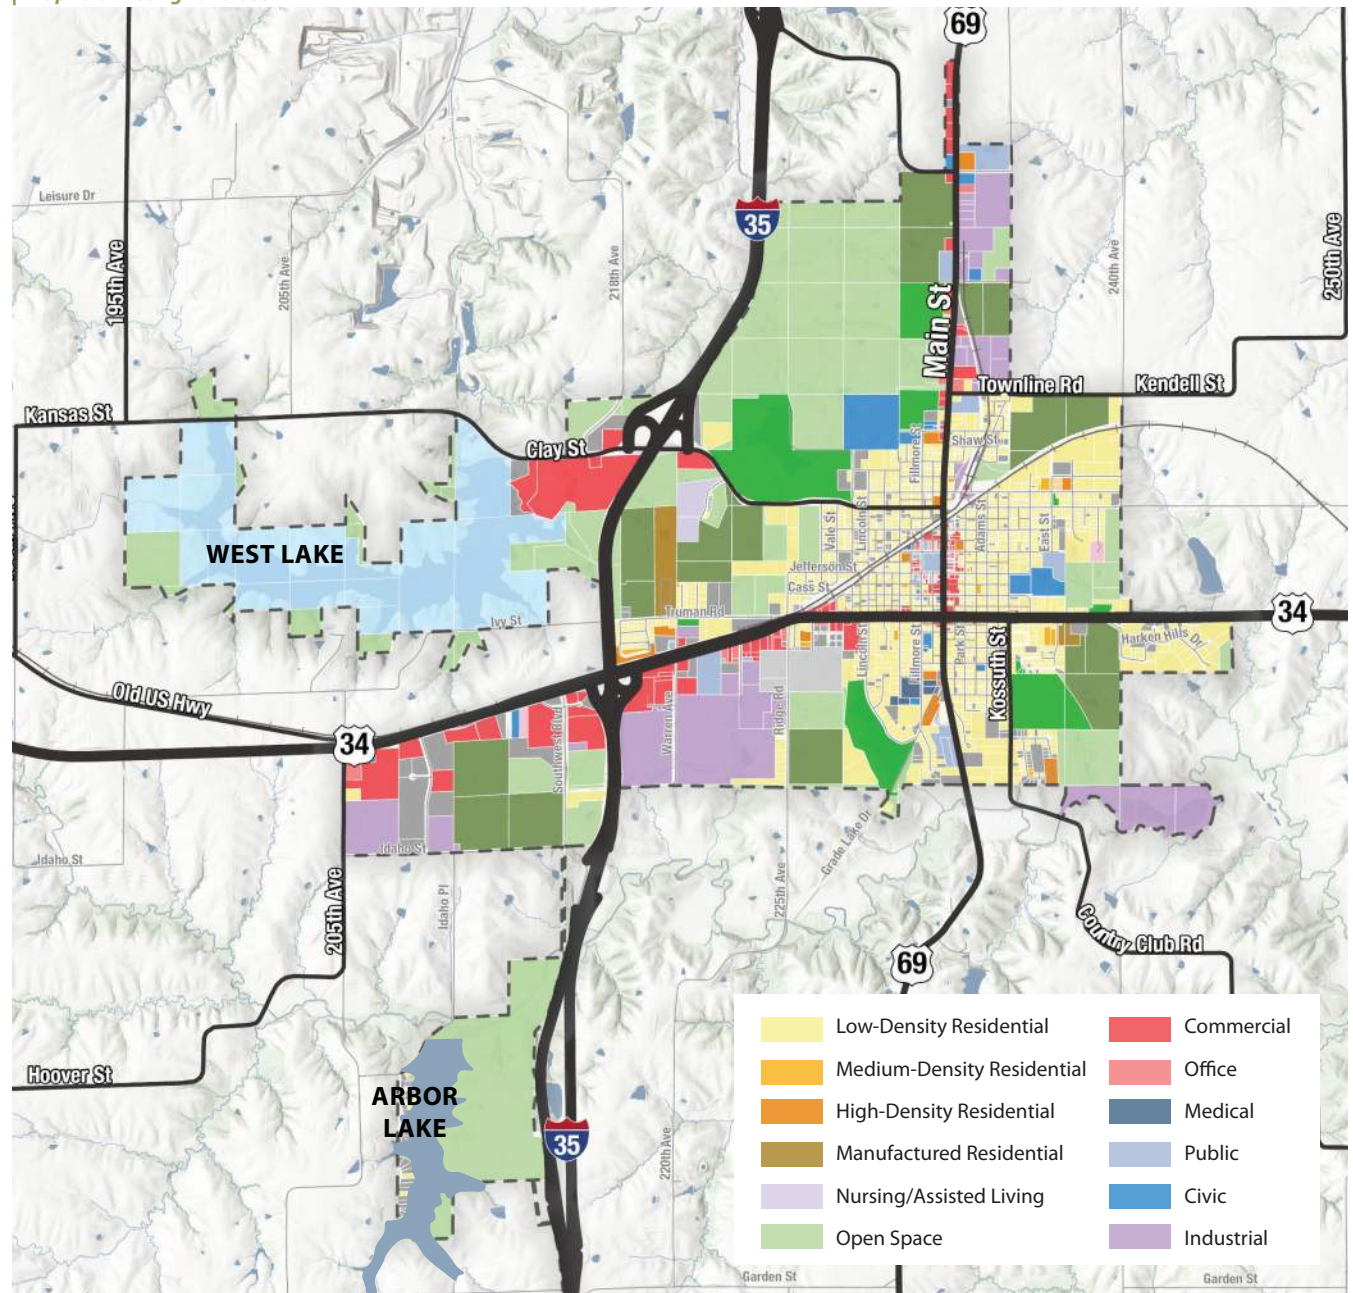 69
Leisure Dr
195th Ave
205th Ave
218th Ave
35
240th Ave
250th Ave
Main St
Townline Rd
Kendell St
Kansas St
Clay St
Fillmore St
Shaw St
Vale St
Lincoln St
Adams St
East St
WEST LAKE
Jefferson St
Cass St
Truman Rd
Ivy St
34
Harken Hills Dr
Lincoln St
Fillmore St
Park St
Kossuth St
Old US Hwy
34
Southwest Blvd
Warren Ave
Ridge Rd
Idaho St
Idaho St
Grade Lake Dr
205th Ave
Idaho Pl
225th Ave
Country Club Rd
69
Hoover St
ARBOR
LAKE
35
220th Ave
Low-Density Residential
Medium-Density Residential
High-Density Residential
Manufactured Residential
Nursing/Assisted Living
Open Space
Commercial
Office
Medical
Public
Civic
Industrial
Garden St
Garden St